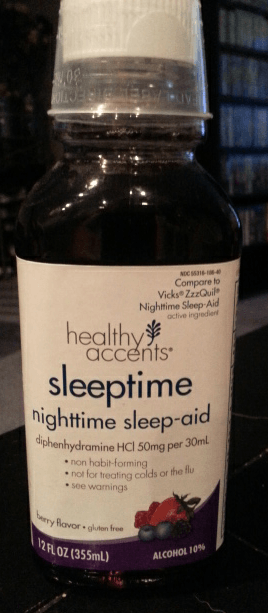 Compare to
Vicks® ZzzQuil®
Nighttime Sleep-Aid
active ingredient
healthy
accents®
sleeptime
nighttime sleep-aid
diphenhydramine HCl 50mg per 30mL
• non habit-forming
• not for treating colds or the flu
• see warnings
berry flavor • gluten free
12 FL OZ (355mL)
ALCOHOL 10%